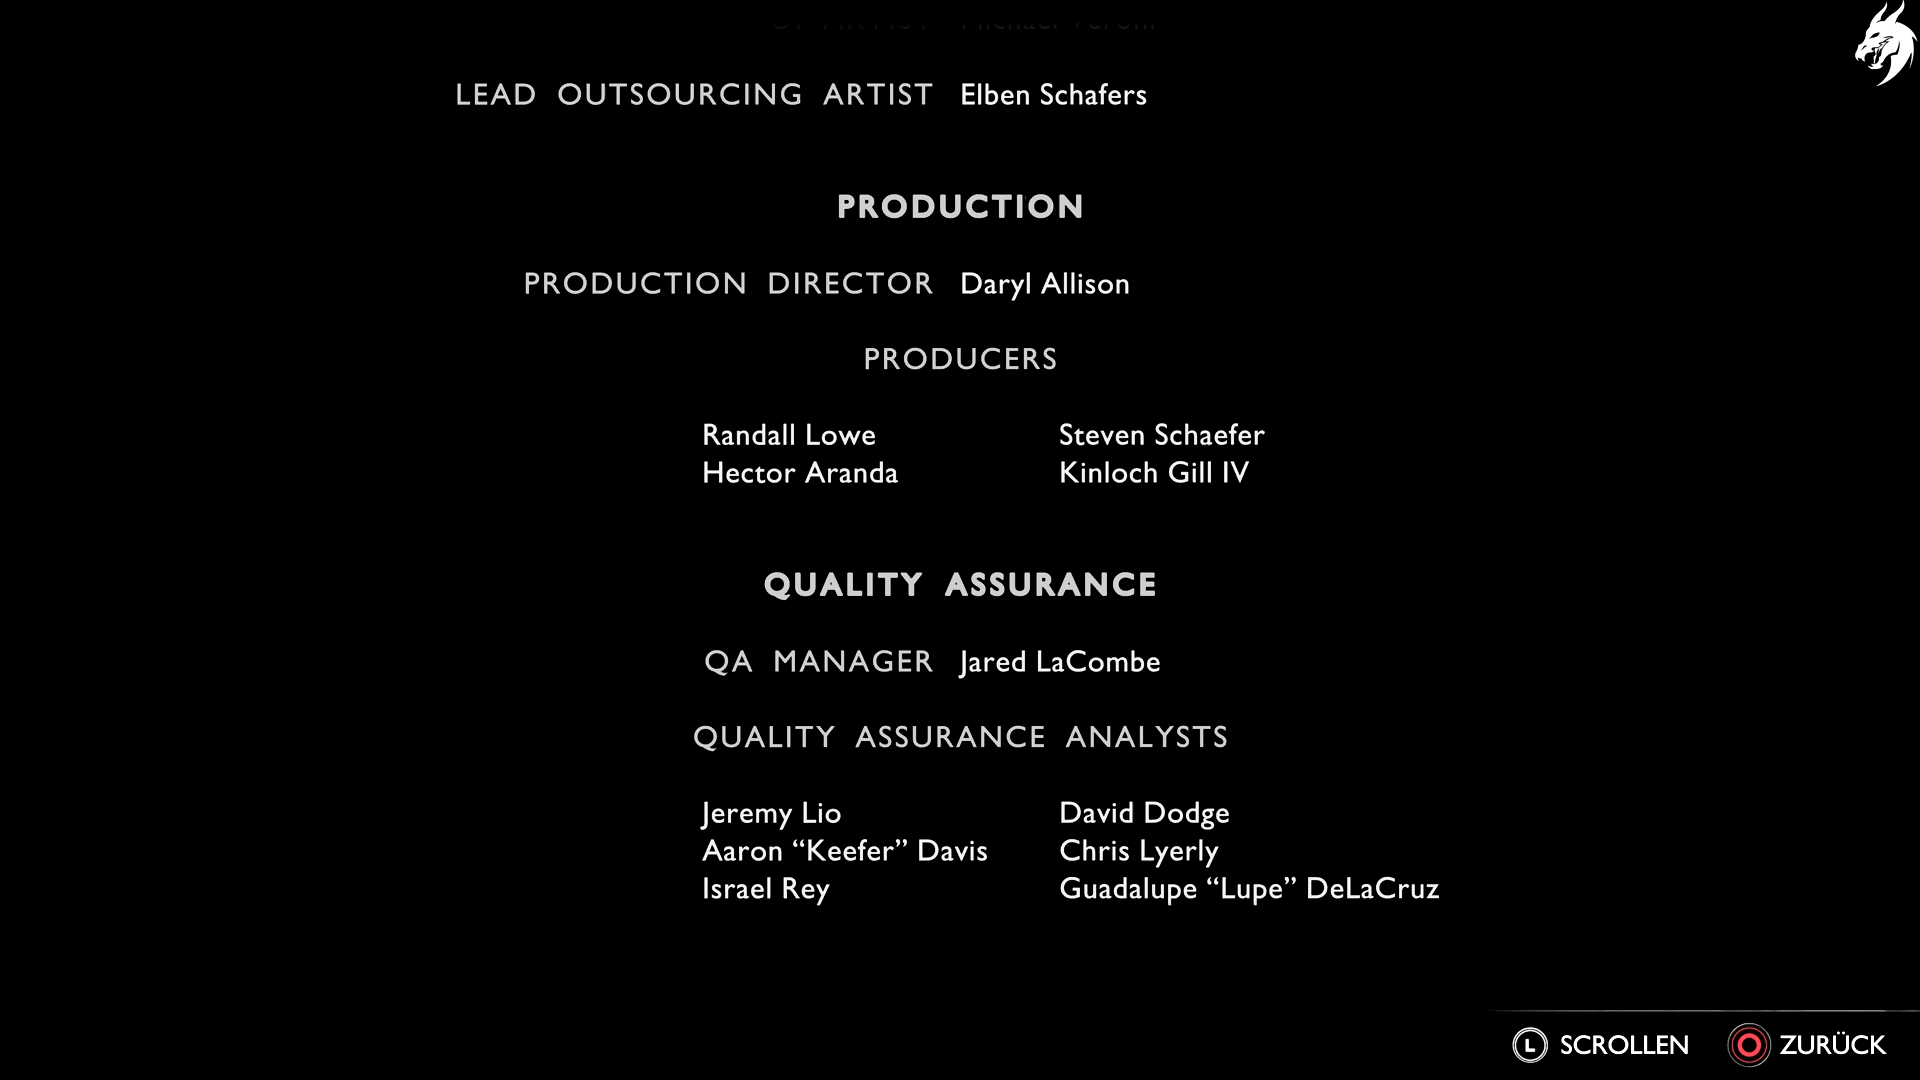 LEAD OUTSOURCING ARTIST Elben Schafers
PRODUCTION
PRODUCTION DIRECTOR Daryl Allison
PRODUCERS
Randall Lowe Steven Schaefer
Hector Aranda Kinloch Gill IV
QUALITY ASSURANCE
QA MANAGER Jared LaCombe
QUALITY ASSURANCE ANALYSTS
Jeremy Lio David Dodge
Aaron “Keefer” Davis Chris Lyerly
Israel Rey Guadalupe “Lupe” DeLaCruz
L SCROLLEN ZURÜCK